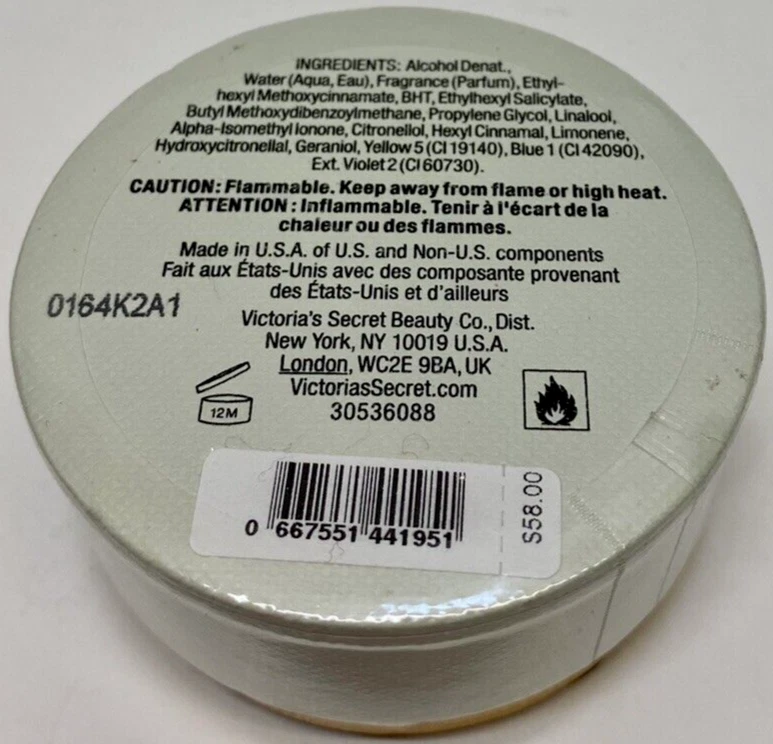 INGREDIENTS: Alcohol Denat.,
Water (Aqua, Eau), Fragrance (Parfum), Ethyl-
hexyl Methoxycinnamate, BHT, Ethylhexyl Salicylate,
Butyl Methoxydibenzoylmethane, Propylene Glycol, Linalool,
Alpha-Isomethyl Ionone, Citronellol, Hexyl Cinnamal, Limonene,
Hydroxycitronellal, Geraniol, Yellow 5 (CI 19140), Blue 1 (CI 42090),
Ext. Violet 2 (CI 60730).
CAUTION: Flammable. Keep away from flame or high heat.
ATTENTION : Inflammable. Tenir à l'écart de la
chaleur ou des flammes.
Made in U.S.A. of U.S. and Non-U.S. components
Fait aux États-Unis avec des composante provenant
des États-Unis et d'ailleurs
0164K2A1
Victoria's Secret Beauty Co., Dist.
New York, NY 10019 U.S.A.
London, WC2E 9BA, UK
VictoriasSecret.com
30536088
12M
0 667551 441951
$58.00